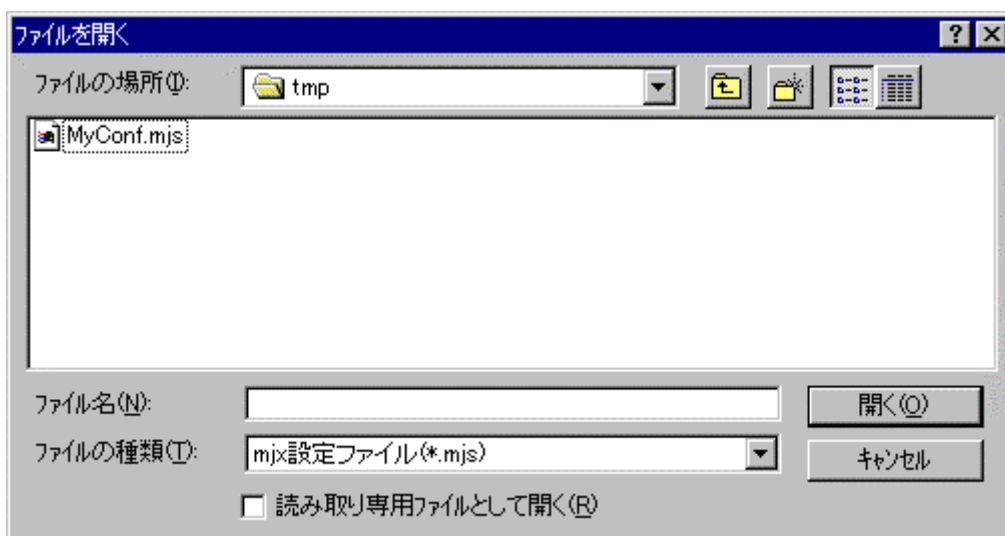 ファイルを開く
ファイルの場所(I): tmp
MyConf.mjs
ファイル名(N): 開く(O)
ファイルの種類(T): mjx設定ファイル(*.mjs) キャンセル
読み取り専用ファイルとして開く(R)